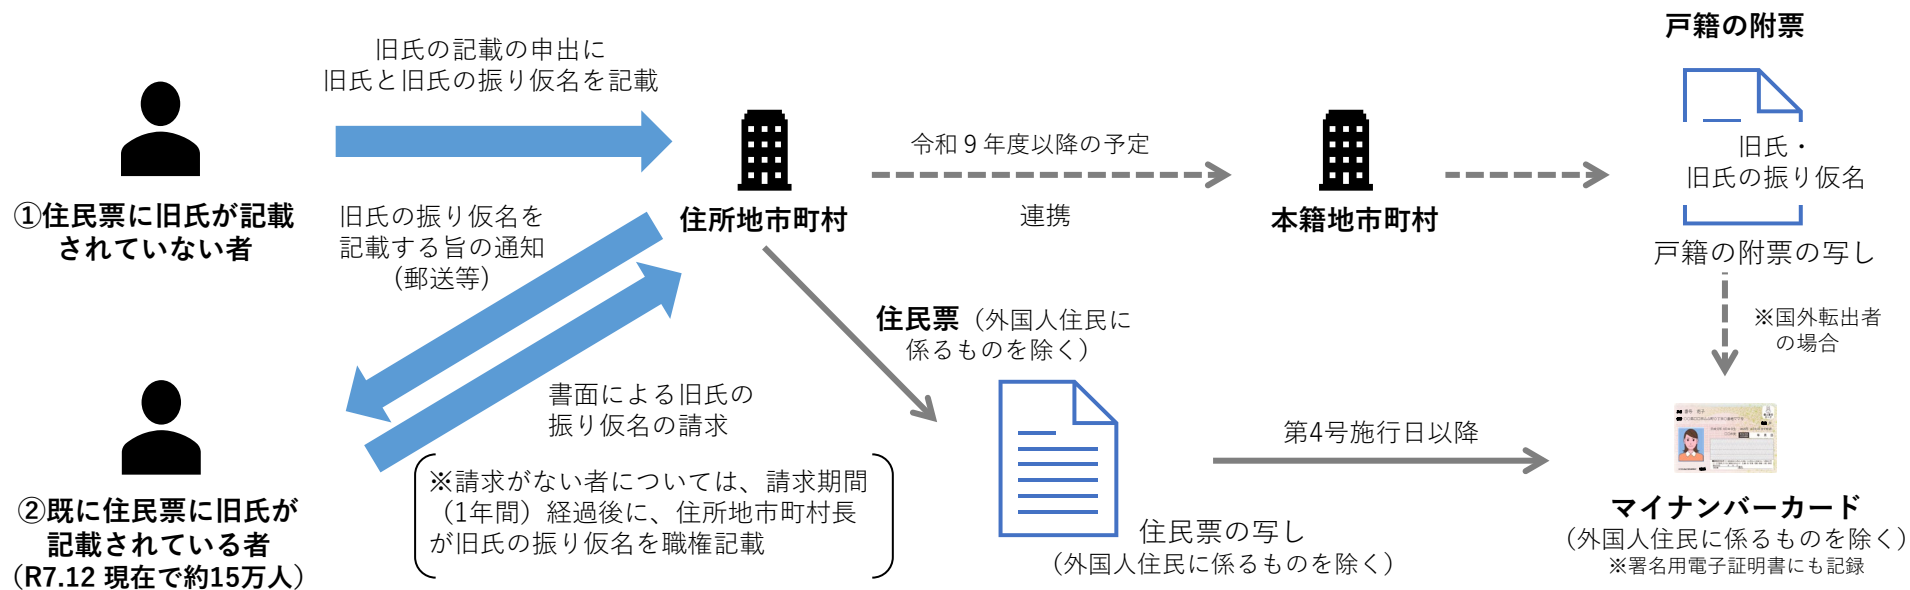 旧氏の記載の申出に
旧氏と旧氏の振り仮名を記載
①住民票に旧氏が記載
されていない者
旧氏の振り仮名を
記載する旨の通知
(郵送等)
住所地市町村
令和９年度以降の予定
連携
本籍地市町村
戸籍の附票
旧氏・
旧氏の振り仮名
戸籍の附票の写し
※国外転出者
の場合
住民票（外国人住民に
係るものを除く）
書面による旧氏の
振り仮名の請求
※請求がない者については、請求期間
（1年間）経過後に、住所地市町村長
が旧氏の振り仮名を職権記載
②既に住民票に旧氏が
記載されている者
（R7.12 現在で約15万人）
第4号施行日以降
住民票の写し
（外国人住民に係るものを除く）
マイナンバーカード
（外国人住民に係るものを除く）
※署名用電子証明書にも記録